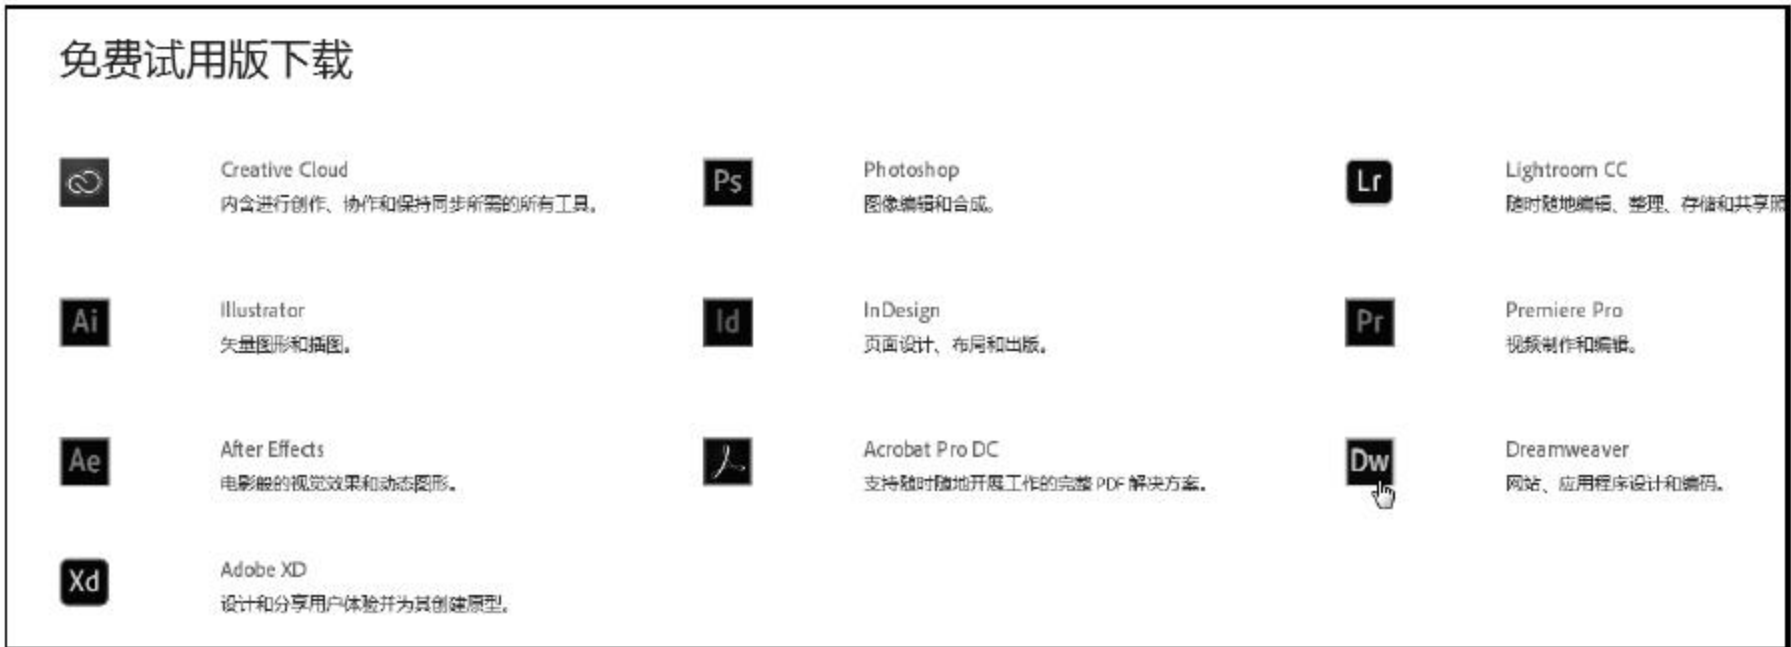 免费试用版下载
Creative Cloud
内含进行创作、协作和保持同步所需的所有工具。
Ps
Photoshop
图像编辑和合成。
Lr
Lightroom CC
随时随地编辑、整理、存储和共享照
Ai
Illustrator
矢量图形和插图。
Id
InDesign
页面设计、布局和出版。
Pr
Premiere Pro
视频制作和编辑。
Ae
After Effects
电影般的视觉效果和动态图形。
Acrobat Pro DC
支持随时随地开展工作的完整 PDF 解决方案。
Dw
Dreamweaver
网站、应用程序设计和编码。
Xd
Adobe XD
设计和分享用户体验并为其创建原型。